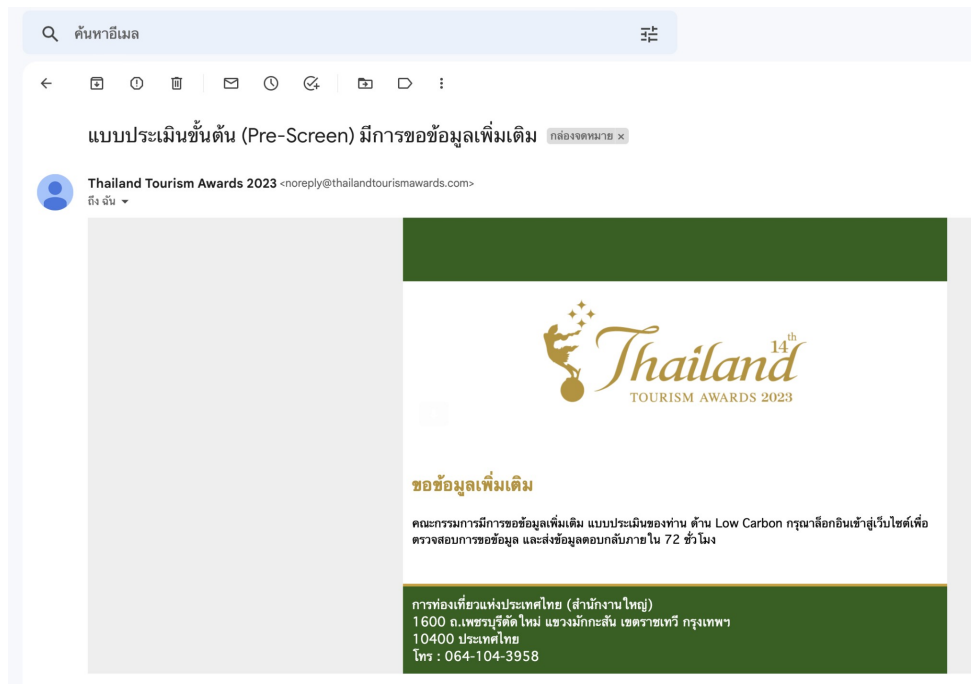 ค้นหาอีเมล
แบบประเมินขั้นต้น (Pre-Screen) มีการขอข้อมูลเพิ่มเติม กล่องจดหมาย ×
Thailand Tourism Awards 2023 <noreply@thailandtourismawards.com>
ถึง ฉัน
14th
Thailand
TOURISM AWARDS 2023
ขอข้อมูลเพิ่มเติม
คณะกรรมการมีการขอข้อมูลเพิ่มเติม แบบประเมินของท่าน ด้าน Low Carbon กรุณาล็อกอินเข้าสู่เว็บไซต์เพื่อ
ตรวจสอบการขอข้อมูล และส่งข้อมูลตอบกลับภายใน 72 ชั่วโมง
การท่องเที่ยวแห่งประเทศไทย (สำนักงานใหญ่)
1600 ถ.เพชรบุรีตัดใหม่ แขวงมักกะสัน เขตราชเทวี กรุงเทพฯ
10400 ประเทศไทย
โทร : 064-104-3958